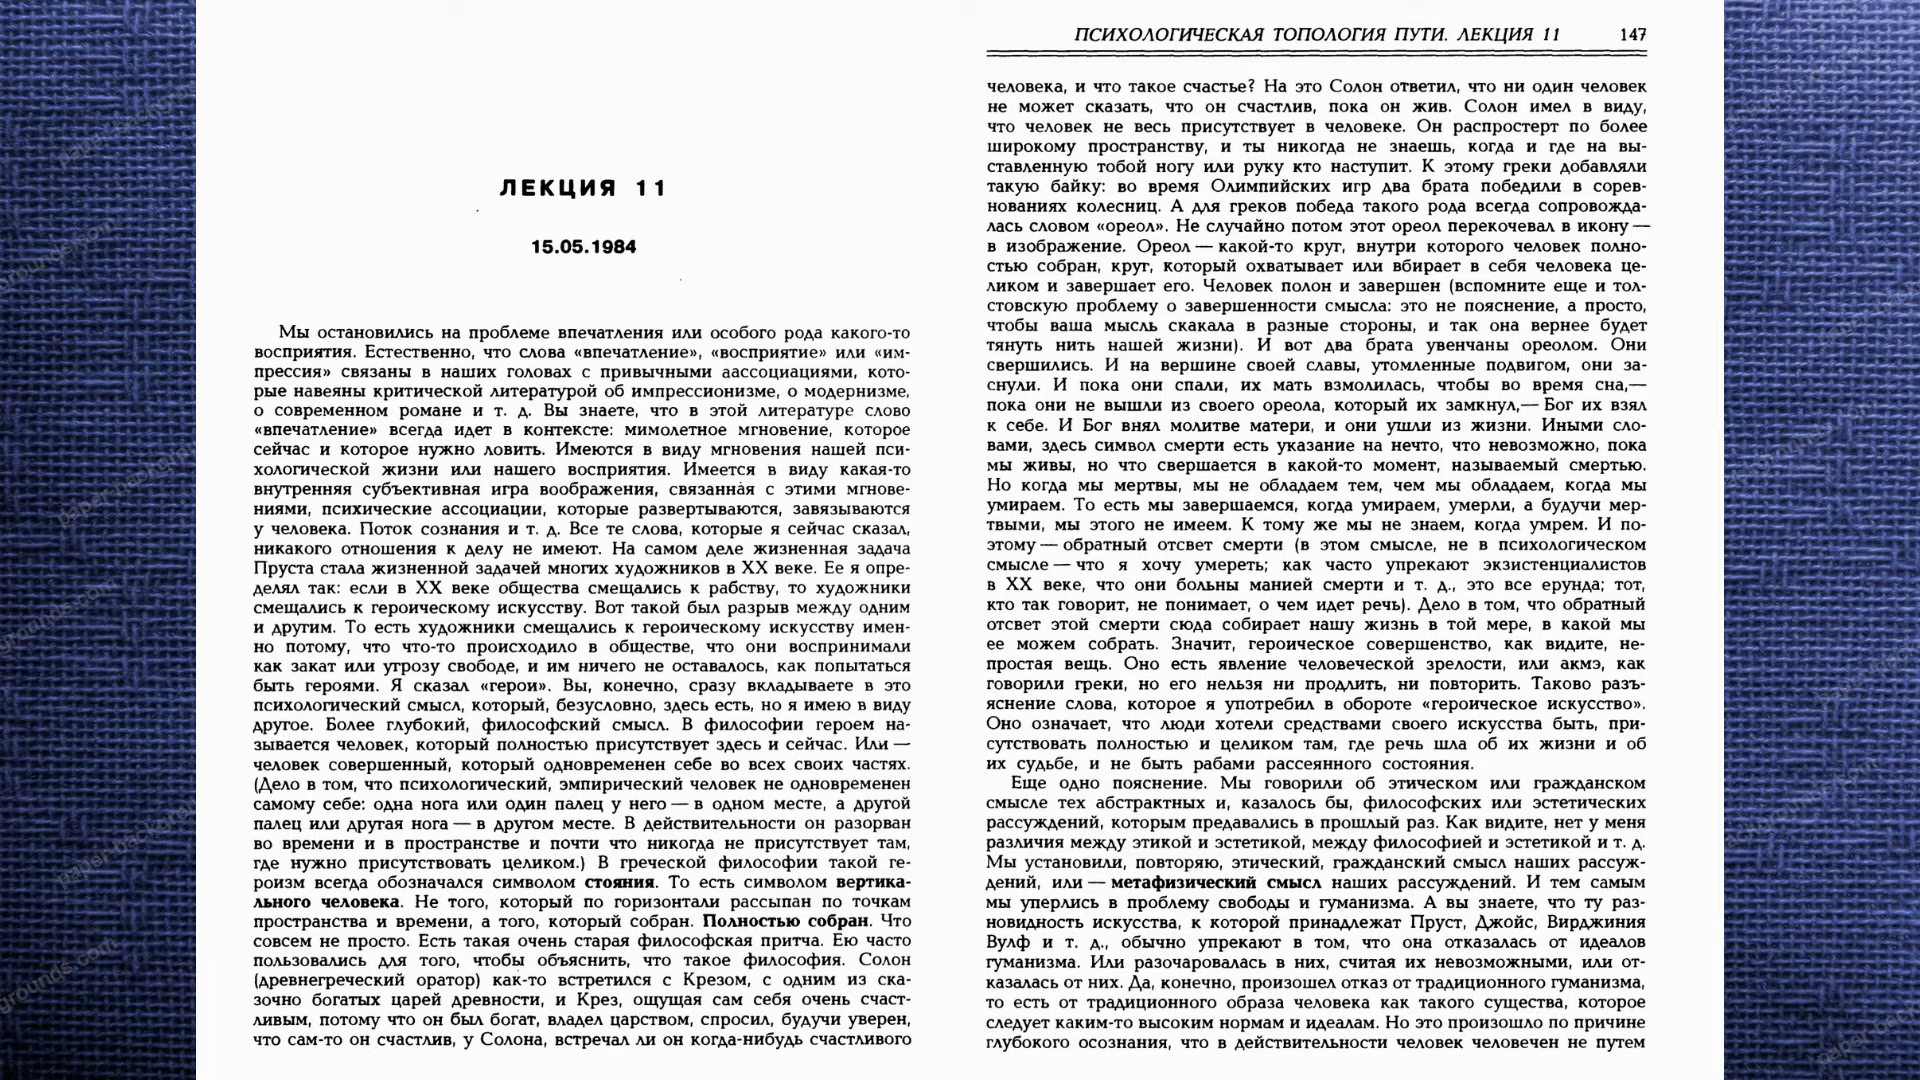 ЛЕКЦИЯ 11
15.05.1984
Мы остановились на проблеме впечатления или особого рода какого-то
восприятия. Естественно, что слова «впечатление», «восприятие» или «им-
прессия» связаны в наших головах с привычными аассоциациями, кото-
рые навеяны критической литературой об импрессионизме, о модернизме,
о современном романе и т. д. Вы знаете, что в этой литературе слово
«впечатление» всегда идет в контексте: мимолетное мгновение, которое
сейчас и которое нужно ловить. Имеются в виду мгновения нашей пси-
хологической жизни или нашего восприятия. Имеется в виду какая-то
внутренняя субъективная игра воображения, связанная с этими мгнове-
ниями, психические ассоциации, которые развертываются, завязываются
у человека. Поток сознания и т. д. Все те слова, которые я сейчас сказал,
никакого отношения к делу не имеют. На самом деле жизненная задача
Пруста стала жизненной задачей многих художников в XX веке. Ее я опре-
делял так: если в XX веке общества смещались к рабству, то художники
смещались к героическому искусству. Вот такой был разрыв между одним
и другим. То есть художники смещались к героическому искусству имен-
но потому, что что-то происходило в обществе, что они воспринимали
как закат или угрозу свободе, и им ничего не оставалось, как попытаться
быть героями. Я сказал «герои». Вы, конечно, сразу вкладываете в это
психологический смысл, который, безусловно, здесь есть, но я имею в виду
другое. Более глубокий, философский смысл. В философии героем на-
зывается человек, который полностью присутствует здесь и сейчас. Или —
человек совершенный, который одновременен себе во всех своих частях.
(Дело в том, что психологический, эмпирический человек не одновременен
самому себе: одна нога или один палец у него — в одном месте, а другой
палец или другая нога — в другом месте. В действительности он разорван
во времени и в пространстве и почти что никогда не присутствует там,
где нужно присутствовать целиком.) В греческой философии такой ге-
роизм всегда обозначался символом стояния. То есть символом вертика-
льного человека. Не того, который по горизонтали рассыпан по точкам
пространства и времени, а того, который собран. Полностью собран. Что
совсем не просто. Есть такая очень старая философская притча. Ею часто
пользовались для того, чтобы объяснить, что такое философия. Солон
(древнегреческий оратор) как-то встретился с Крезом, с одним из ска-
зочно богатых царей древности, и Крез, ощущая сам себя очень счаст-
ливым, потому что он был богат, владел царством, спросил, будучи уверен,
что сам-то он счастлив, у Солона, встречал ли он когда-нибудь счастливого
ПСИХОЛОГИЧЕСКАЯ ТОПОЛОГИЯ ПУТИ. ЛЕКЦИЯ 11 147
человека, и что такое счастье? На это Солон ответил, что ни один человек
не может сказать, что он счастлив, пока он жив. Солон имел в виду,
что человек не весь присутствует в человеке. Он распростерт по более
широкому пространству, и ты никогда не знаешь, когда и где на вы-
ставленную тобой ногу или руку кто наступит. К этому греки добавляли
такую байку: во время Олимпийских игр два брата победили в сорев-
нованиях колесниц. А для греков победа такого рода всегда сопровожда-
лась словом «ореол». Не случайно потом этот ореол перекочевал в икону —
в изображение. Ореол — какой-то круг, внутри которого человек полно-
стью собран, круг, который охватывает или вбирает в себя человека це-
ликом и завершает его. Человек полон и завершен (вспомните еще и тол-
стовскую проблему о завершенности смысла: это не пояснение, а просто,
чтобы ваша мысль скакала в разные стороны, и так она вернее будет
тянуть нить нашей жизни). И вот два брата увенчаны ореолом. Они
свершились. И на вершине своей славы, утомленные подвигом, они за-
снули. И пока они спали, их мать взмолилась, чтобы во время сна,—
пока они не вышли из своего ореола, который их замкнул,— Бог их взял
к себе. И Бог внял молитве матери, и они ушли из жизни. Иными сло-
вами, здесь символ смерти есть указание на нечто, что невозможно, пока
мы живы, но что свершается в какой-то момент, называемый смертью.
Но когда мы мертвы, мы не обладаем тем, чем мы обладаем, когда мы
умираем. То есть мы завершаемся, когда умираем, умерли, а будучи мер-
твыми, мы этого не имеем. К тому же мы не знаем, когда умрем. И по-
этому — обратный отсвет смерти (в этом смысле, не в психологическом
смысле — что я хочу умереть; как часто упрекают экзистенциалистов
в XX веке, что они больны манией смерти и т. д., это все ерунда; тот,
кто так говорит, не понимает, о чем идет речь). Дело в том, что обратный
отсвет этой смерти сюда собирает нашу жизнь в той мере, в какой мы
ее можем собрать. Значит, героическое совершенство, как видите, не-
простая вещь. Оно есть явление человеческой зрелости, или акмэ, как
говорили греки, но его нельзя ни продлить, ни повторить. Таково разъ-
яснение слова, которое я употребил в обороте «героическое искусство».
Оно означает, что люди хотели средствами своего искусства быть, при-
сутствовать полностью и целиком там, где речь шла об их жизни и об
их судьбе, и не быть рабами рассеянного состояния.
Еще одно пояснение. Мы говорили об этическом или гражданском
смысле тех абстрактных и, казалось бы, философских или эстетических
рассуждений, которым предавались в прошлый раз. Как видите, нет у меня
различия между этикой и эстетикой, между философией и эстетикой и т. д.
Мы установили, повторяю, этический, гражданский смысл наших рассуж-
дений, или — метафизический смысл наших рассуждений. И тем самым
мы уперлись в проблему свободы и гуманизма. А вы знаете, что ту раз-
новидность искусства, к которой принадлежат Пруст, Джойс, Вирджиния
Вулф и т. д., обычно упрекают в том, что она отказалась от идеалов
гуманизма. Или разочаровалась в них, считая их невозможными, или от-
казалась от них. Да, конечно, произошел отказ от традиционного гуманизма,
то есть от традиционного образа человека как такого существа, которое
следует каким-то высоким нормам и идеалам. Но это произошло по причине
глубокого осознания, что в действительности человек человечен не путем